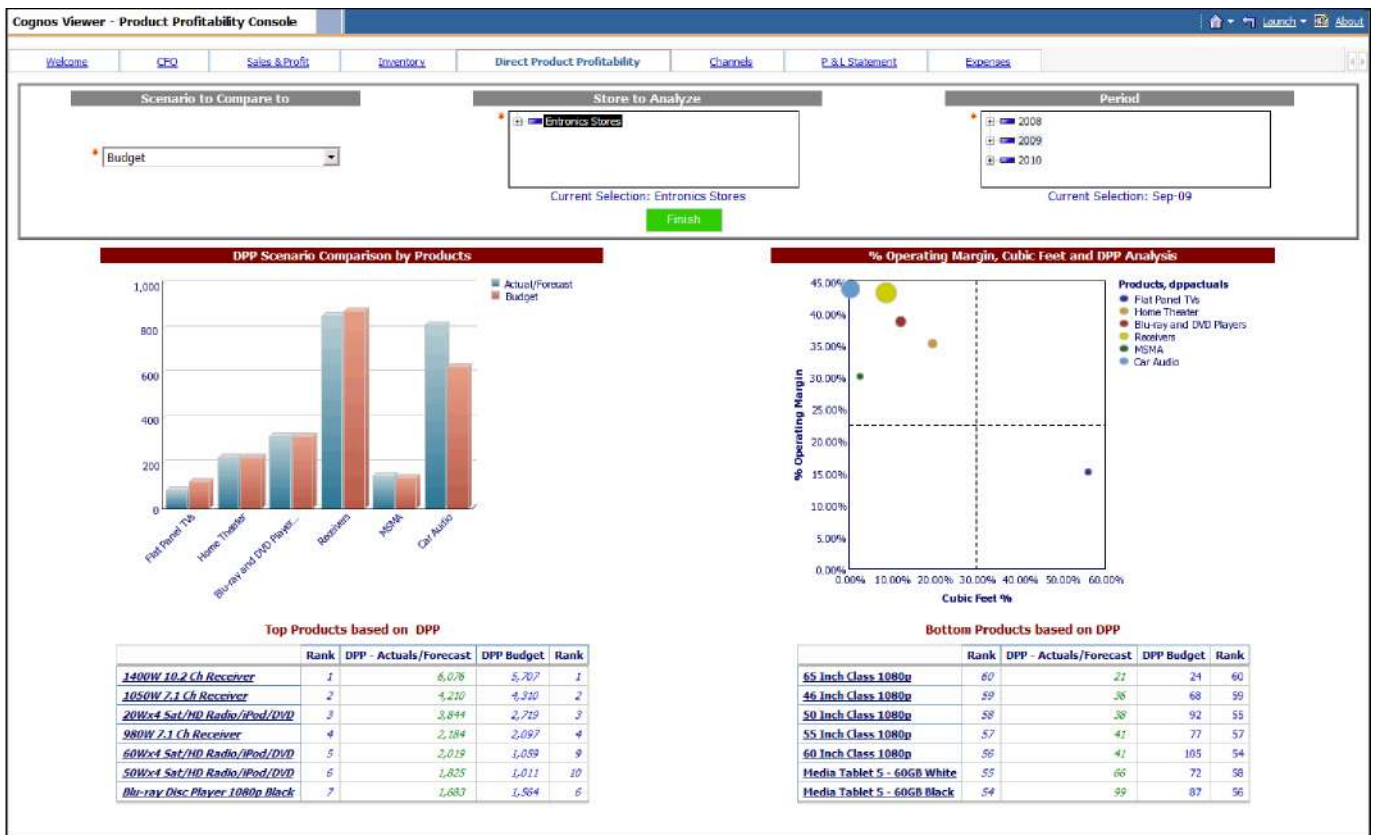 Cognos Viewer - Product Profitability Console
Launch About
Welcome CFO Sales & Profit Inventory Direct Product Profitability Channels P & L Statement Expenses
Scenario to Compare to Store to Analyze Period
* Budget
* Entronics Stores
* 2008
2009
2010
Current Selection: Entronics Stores
Current Selection: Sep-09
Finish
DPP Scenario Comparison by Products
1,000
800
600
400
200
0
Flat Panel TVs
Home Theater
Blu-ray and DVD Player...
Receivers
MSMA
Car Audio
Actual/Forecast
Budget
% Operating Margin, Cubic Feet and DPP Analysis
% Operating Margin
45.00%
40.00%
35.00%
30.00%
25.00%
20.00%
15.00%
10.00%
5.00%
0.00%
0.00% 10.00% 20.00% 30.00% 40.00% 50.00% 60.00%
Cubic Feet %
Products, dppactuals
Flat Panel TVs
Home Theater
Blu-ray and DVD Players
Receivers
MSMA
Car Audio
Top Products based on DPP
Rank DPP - Actuals/Forecast DPP Budget Rank
1400W 10.2 Ch Receiver 1 6,076 5,707 1
1050W 7.1 Ch Receiver 2 4,210 4,310 2
20Wx4 Sat/HD Radio/iPod/DVD 3 3,844 2,719 3
980W 7.1 Ch Receiver 4 2,184 2,097 4
60Wx4 Sat/HD Radio/iPod/DVD 5 2,019 1,059 9
50Wx4 Sat/HD Radio/iPod/DVD 6 1,825 1,011 10
Blu-ray Disc Player 1080p Black 7 1,683 1,564 6
Bottom Products based on DPP
Rank DPP - Actuals/Forecast DPP Budget Rank
65 Inch Class 1080p 60 21 24 60
46 Inch Class 1080p 59 36 68 59
50 Inch Class 1080p 58 38 92 55
55 Inch Class 1080p 57 41 77 57
60 Inch Class 1080p 56 41 105 54
Media Tablet 5 - 60GB White 55 66 72 58
Media Tablet 5 - 60GB Black 54 99 87 56